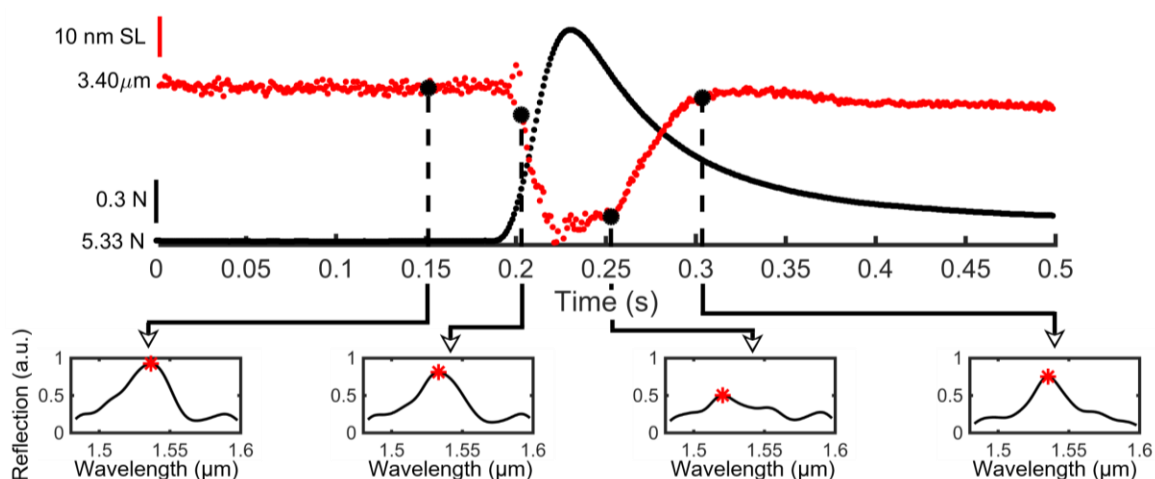 10 nm SL
3.40μm
0.3 N
5.33 N
0 0.05 0.1 0.15 0.2 0.25 0.3 0.35 0.4 0.45 0.5
Time (s)
Reflection (a.u.)
1 1 1 1
0.5 0.5 0.5 0.5
0 0 0 0
1.5 1.55 1.6 1.5 1.55 1.6 1.5 1.55 1.6 1.5 1.55 1.6
Wavelength (μm) Wavelength (μm) Wavelength (μm) Wavelength (μm)